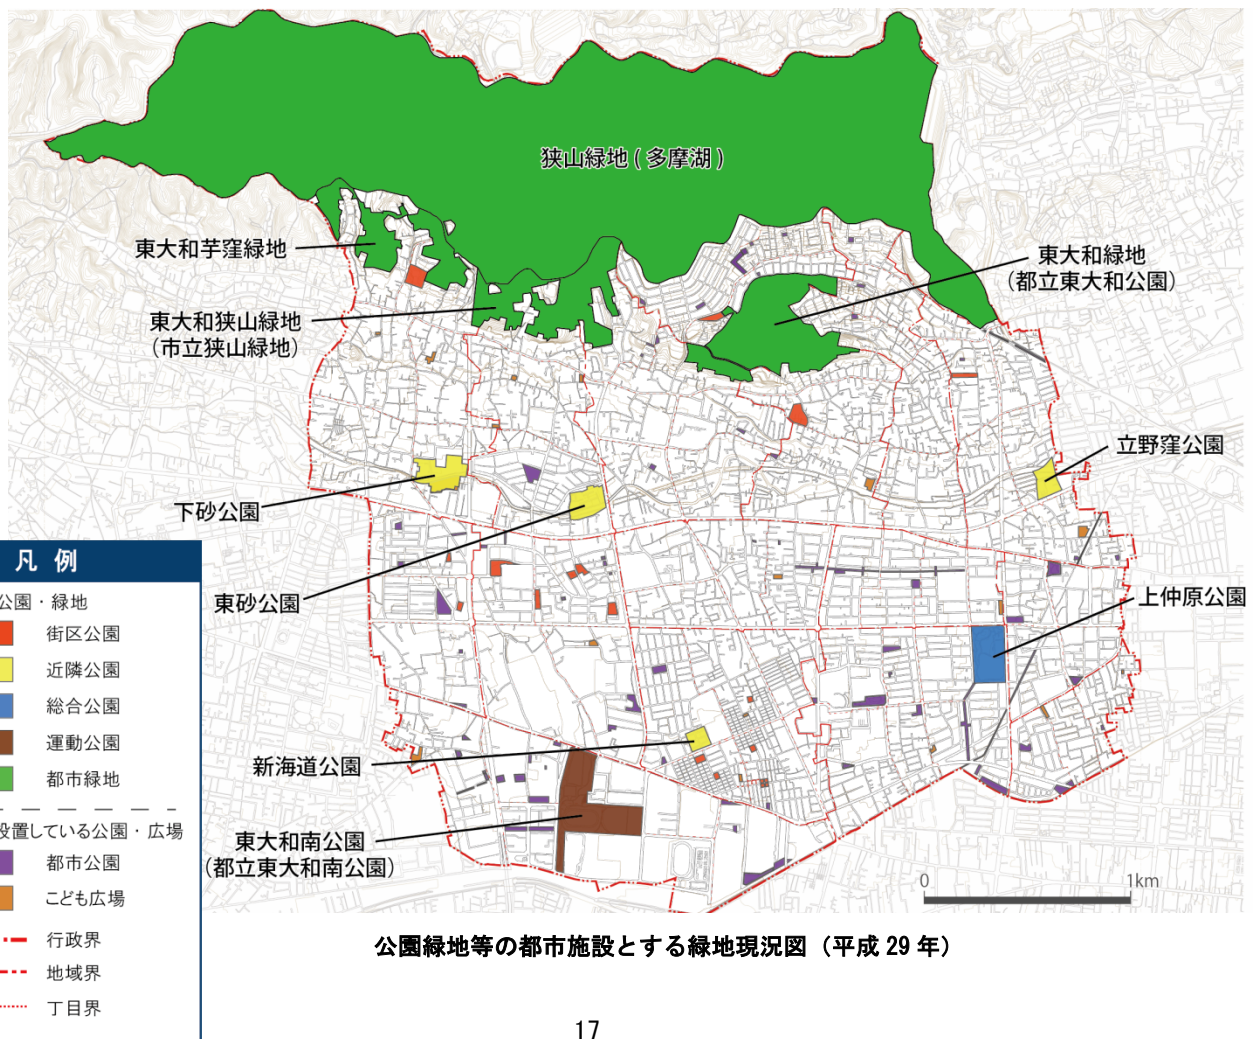 狭山緑地(多摩湖)
東大和芋窪緑地
東大和緑地
(都立東大和公園)
東大和狭山緑地
(市立狭山緑地)
立野窪公園
下砂公園
東砂公園
上仲原公園
新海道公園
東大和南公園
(都立東大和南公園)
凡 例
公園・緑地
街区公園
近隣公園
総合公園
運動公園
都市緑地
設置している公園・広場
都市公園
こども広場
行政界
地域界
丁目界
0 1km
公園緑地等の都市施設とする緑地現況図（平成 29 年）
17